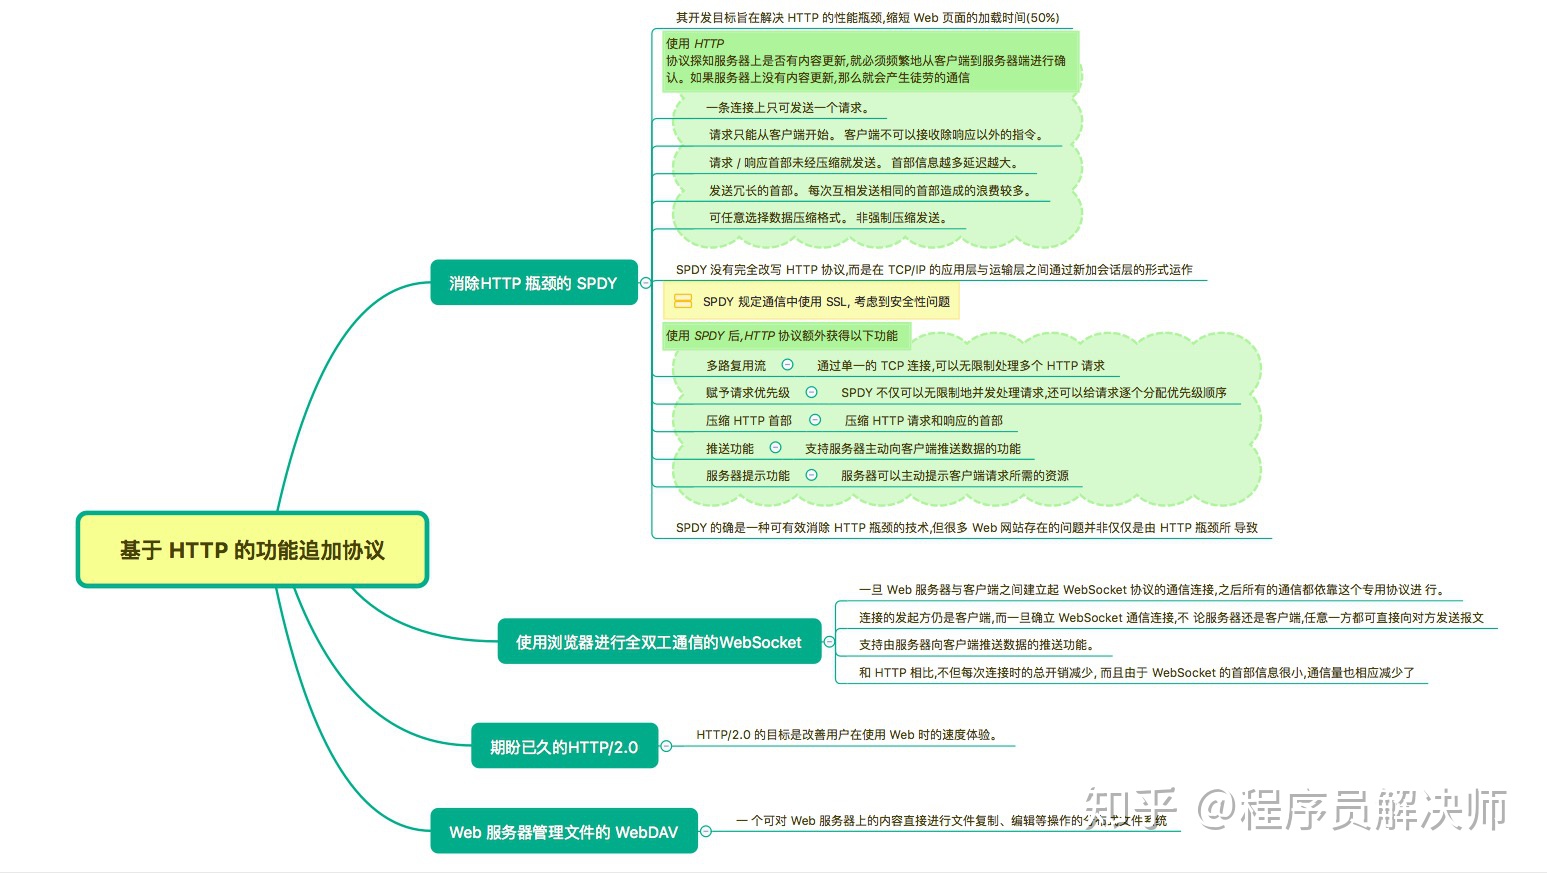 其开发目标旨在解决 HTTP 的性能瓶颈,缩短 Web 页面的加载时间(50%)
使用 HTTP
协议探知服务器上是否有内容更新,就必须频繁地从客户端到服务器端进行确
认。如果服务器上没有内容更新,那么就会产生徒劳的通信
一条连接上只可发送一个请求。
请求只能从客户端开始。 客户端不可以接收除响应以外的指令。
请求 / 响应首部未经压缩就发送。 首部信息越多延迟越大。
发送冗长的首部。 每次互相发送相同的首部造成的浪费较多。
可任意选择数据压缩格式。 非强制压缩发送。
消除HTTP 瓶颈的 SPDY
SPDY 没有完全改写 HTTP 协议,而是在 TCP/IP 的应用层与运输层之间通过新加会话层的形式运作
SPDY 规定通信中使用 SSL, 考虑到安全性问题
使用 SPDY 后,HTTP 协议额外获得以下功能
多路复用流 通过单一的 TCP 连接,可以无限制处理多个 HTTP 请求
赋予请求优先级 SPDY 不仅可以无限制地并发处理请求,还可以给请求逐个分配优先级顺序
压缩 HTTP 首部 压缩 HTTP 请求和响应的首部
推送功能 支持服务器主动向客户端推送数据的功能
服务器提示功能 服务器可以主动提示客户端请求所需的资源
SPDY 的确是一种可有效消除 HTTP 瓶颈的技术,但很多 Web 网站存在的问题并非仅仅是由 HTTP 瓶颈所 导致
基于 HTTP 的功能追加协议
一旦 Web 服务器与客户端之间建立起 WebSocket 协议的通信连接,之后所有的通信都依靠这个专用协议进 行。
连接的发起方仍是客户端,而一旦确立 WebSocket 通信连接,不 论服务器还是客户端,任意一方都可直接向对方发送报文
使用浏览器进行全双工通信的WebSocket
支持由服务器向客户端推送数据的推送功能。
和 HTTP 相比,不但每次连接时的总开销减少, 而且由于 WebSocket 的首部信息很小,通信量也相应减少了
期盼已久的HTTP/2.0
HTTP/2.0 的目标是改善用户在使用 Web 时的速度体验。
Web 服务器管理文件的 WebDAV
一 个可对 Web 服务器上的内容直接进行文件复制、编辑等操作的分布式文件系统
知乎 @程序员解决师